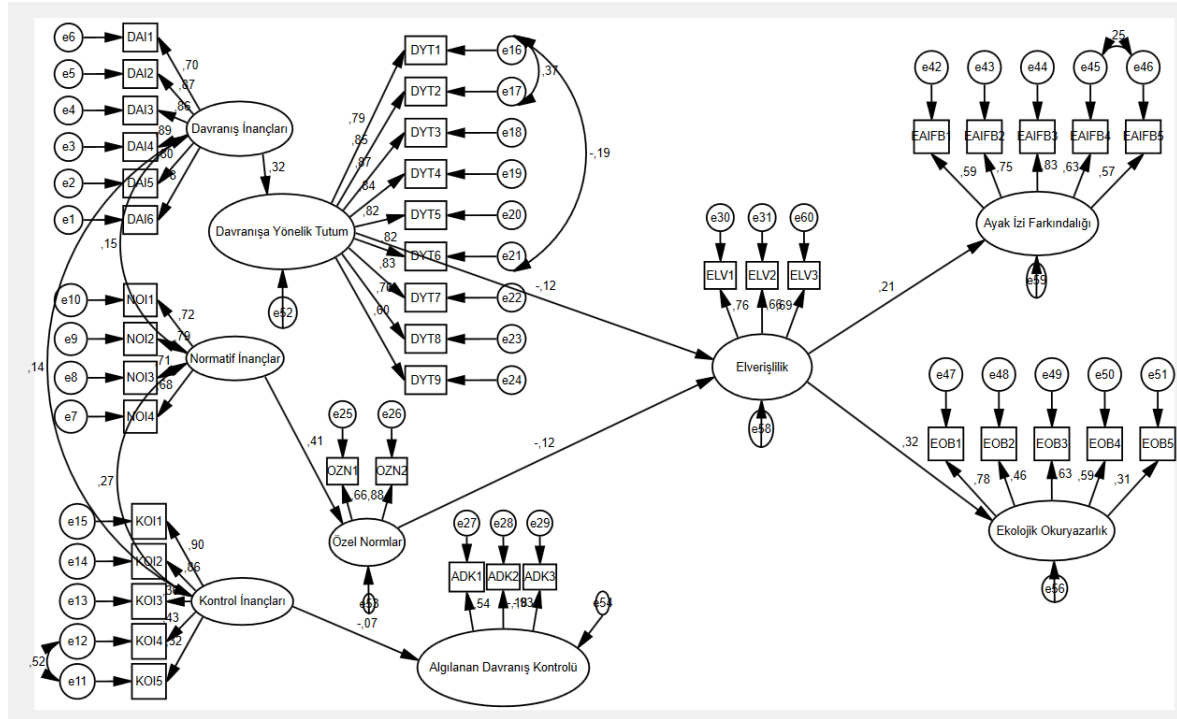 e6
DAI1
e5
DAI2
e4
DAI3
e3
DAI4
e2
DAI5
e1
DAI6
,70
,87
,86
,89
,80
Davranış İnançları
,32
,15
,14
,27
e10
NOI1
e9
NOI2
e8
NOI3
e7
NOI4
,72
,79
,71
,68
Normatif İnançlar
,41
e15
KOI1
e14
KOI2
e13
KOI3
e12
KOI4
e11
KOI5
,52
,90
,86
,43
,32
Kontrol İnançları
-,07
Davranışa Yönelik Tutum
e52
DYT1
e16
DYT2
e17
DYT3
e18
DYT4
e19
DYT5
e20
DYT6
e21
DYT7
e22
DYT8
e23
DYT9
e24
,79
,85
,87
,84
,82
,82
,83
,60
,37
-,19
-,12
e25
e26
OZN1
OZN2
,66
,88
Özel Normlar
e53
-,12
e27
e28
e29
ADK1
ADK2
ADK3
,54
e54
Algılanan Davranış Kontrolü
e30
e31
e60
ELV1
ELV2
ELV3
,76
,66
,69
Elverişlilik
e58
,21
,32
,25
e42
e43
e44
e45
e46
EAIFB1
EAIFB2
EAIFB3
EAIFB4
EAIFB5
,59
,75
,83
,63
,57
Ayak İzi Farkındalığı
e59
e47
e48
e49
e50
e51
EOB1
EOB2
EOB3
EOB4
EOB5
,78
,46
,63
,59
,31
Ekolojik Okuryazarlık
e56